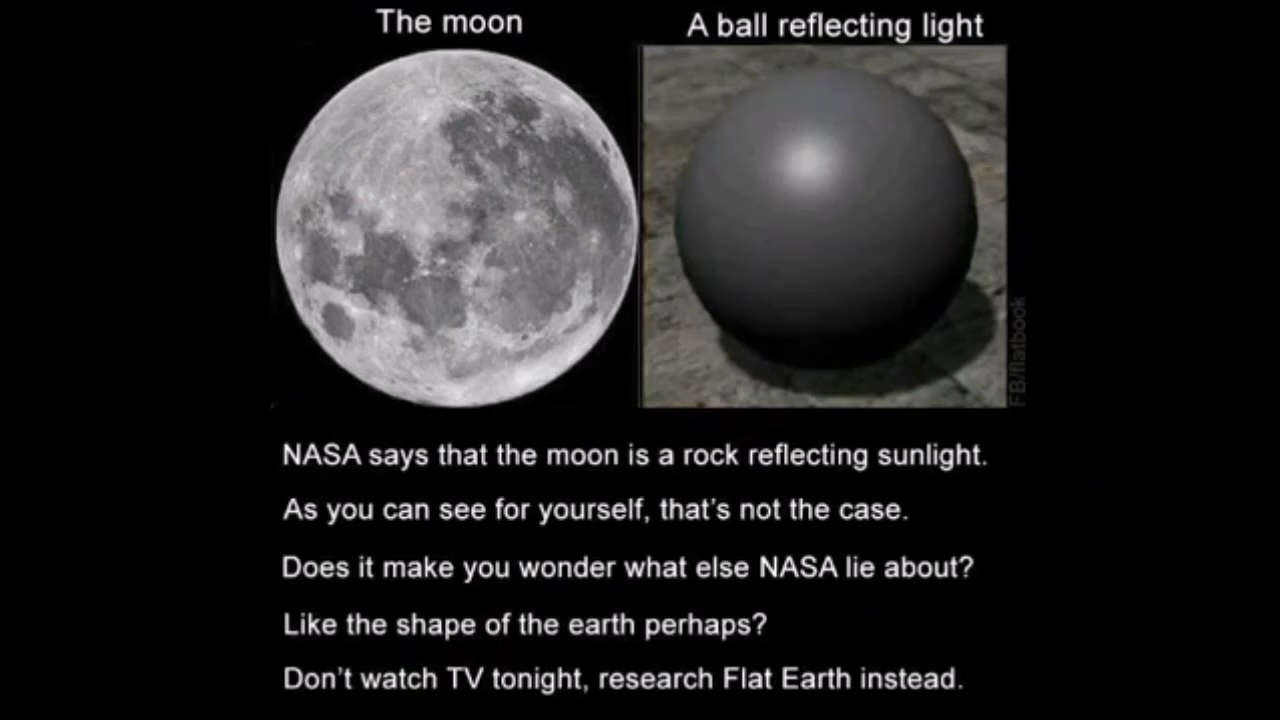 The moon
A ball reflecting light
FB/flatbook
NASA says that the moon is a rock reflecting sunlight.
As you can see for yourself, that's not the case.
Does it make you wonder what else NASA lie about?
Like the shape of the earth perhaps?
Don't watch TV tonight, research Flat Earth instead.